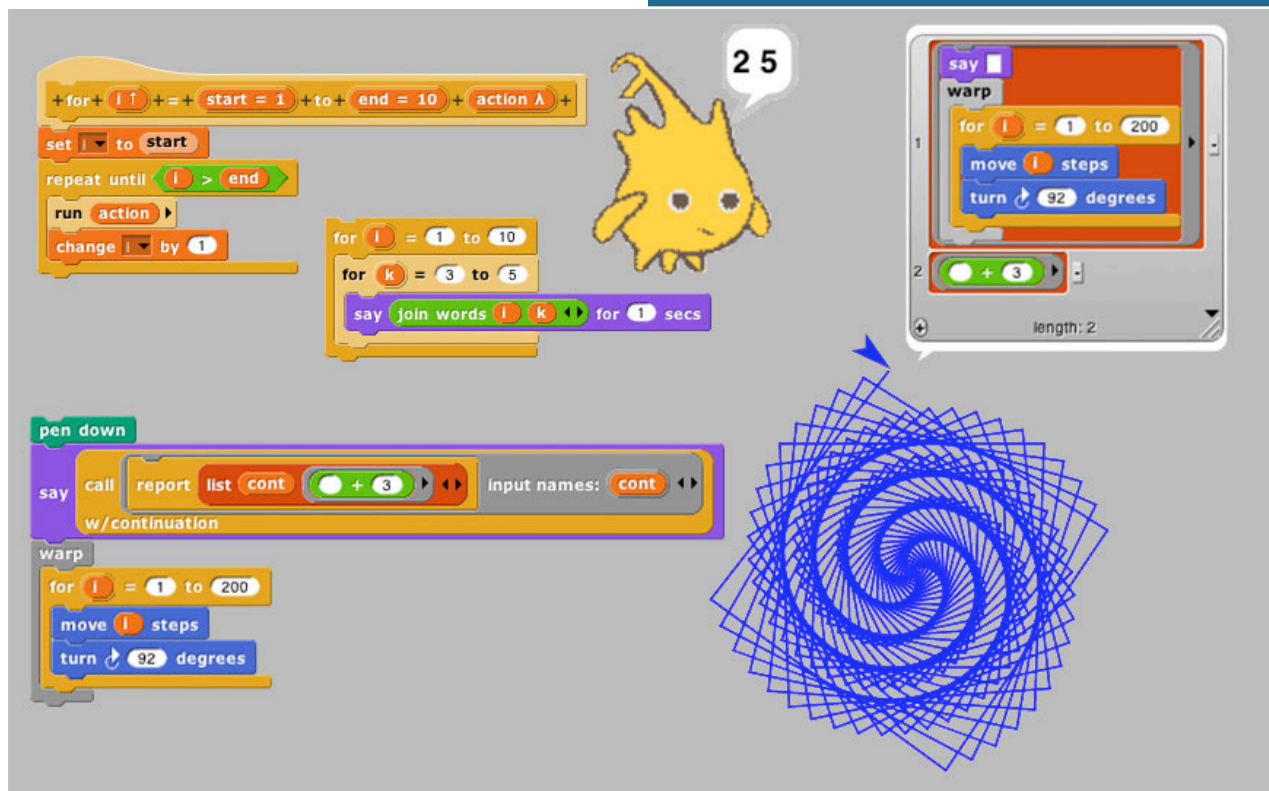 + for + i ↑ + = + start = 1 + to + end = 10 + action λ +
set i to start
repeat until i > end
run action
change i by 1
for i = 1 to 10
for k = 3 to 5
say join words i k for 1 secs
2 5
1
say
warp
for i = 1 to 200
move i steps
turn 92 degrees
2 + 3
length: 2
pen down
say call report list cont + 3 input names: cont
w/continuation
warp
for i = 1 to 200
move i steps
turn 92 degrees